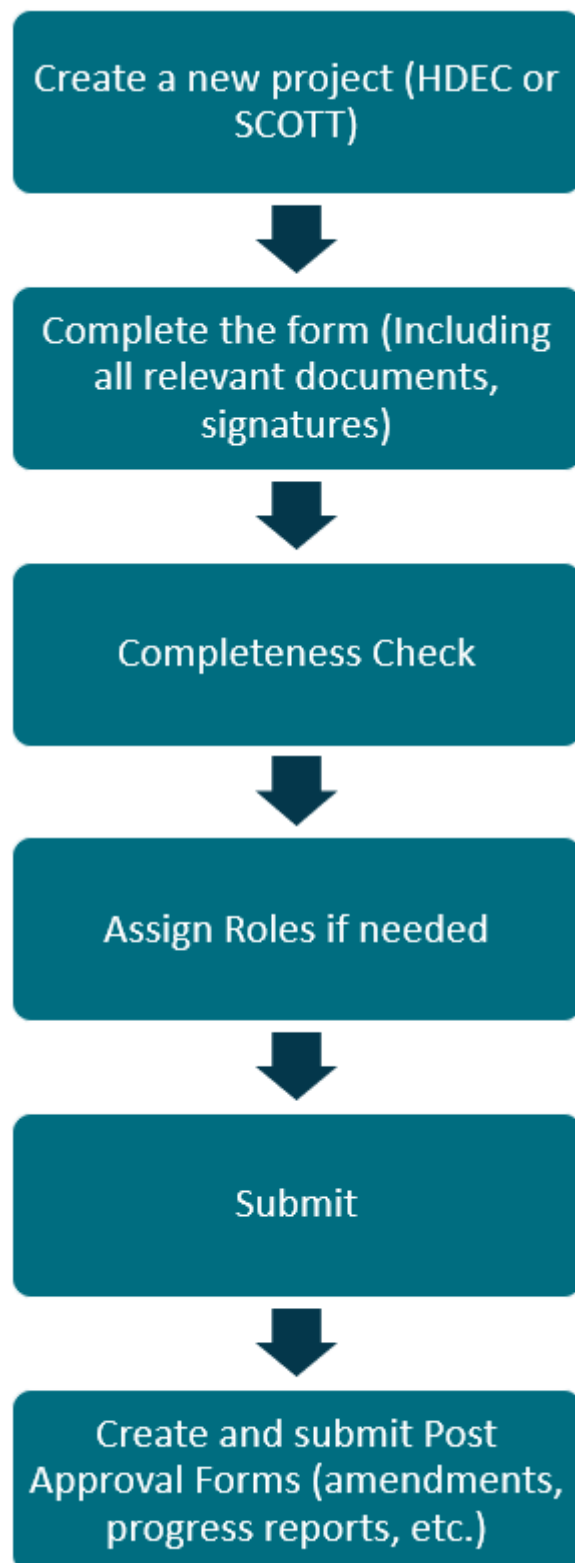 Create a new project (HDEC or
SCOTT)
Complete the form (Including
all relevant documents,
signatures)
Completeness Check
Assign Roles if needed
Submit
Create and submit Post
Approval Forms (amendments,
progress reports, etc.)